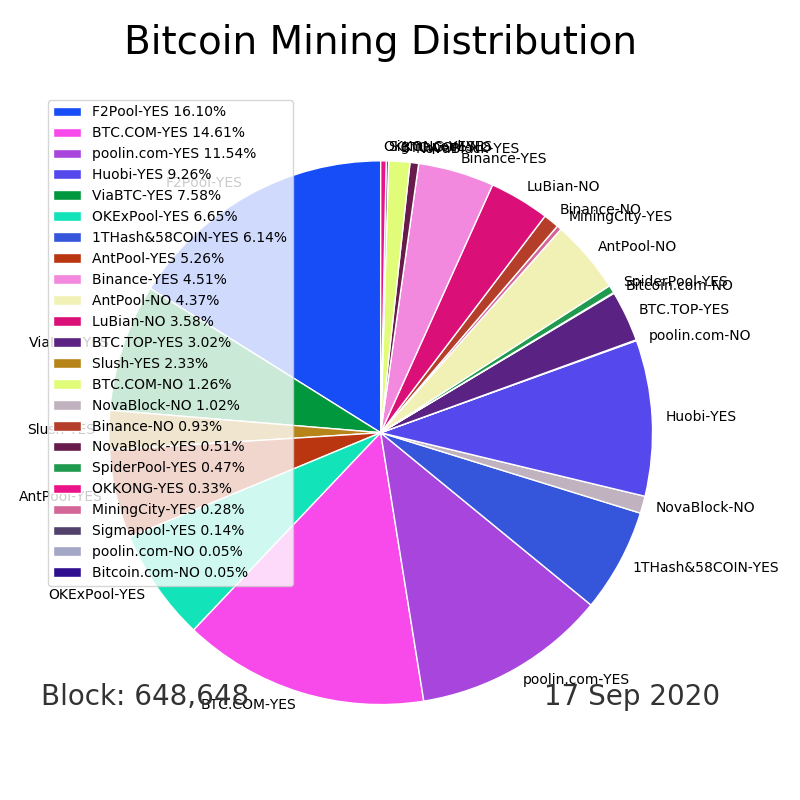 Bitcoin Mining Distribution
F2Pool-YES 16.10%
BTC.COM-YES 14.61%
poolin.com-YES 11.54%
Huobi-YES 9.26%
ViaBTC-YES 7.58%
OKExPool-YES 6.65%
1THash&58COIN-YES 6.14%
AntPool-YES 5.26%
Binance-YES 4.51%
AntPool-NO 4.37%
LuBian-NO 3.58%
BTC.TOP-YES 3.02%
Slush-YES 2.33%
BTC.COM-NO 1.26%
NovaBlock-NO 1.02%
Binance-NO 0.93%
NovaBlock-YES 0.51%
SpiderPool-YES 0.47%
OKKONG-YES 0.33%
MiningCity-YES 0.28%
Sigmapool-YES 0.14%
poolin.com-NO 0.05%
Bitcoin.com-NO 0.05%
F2Pool-YES
Slush-YES
AntPool-YES
OKExPool-YES
BTC.COM-YES
poolin.com-YES
1THash&58COIN-YES
NovaBlock-NO
Huobi-YES
poolin.com-NO
BTC.TOP-YES
Bitcoin.com-NO
SpiderPool-YES
AntPool-NO
MiningCity-YES
Binance-NO
LuBian-NO
Binance-YES
NovaBlock-YES
Block: 648,648
17 Sep 2020